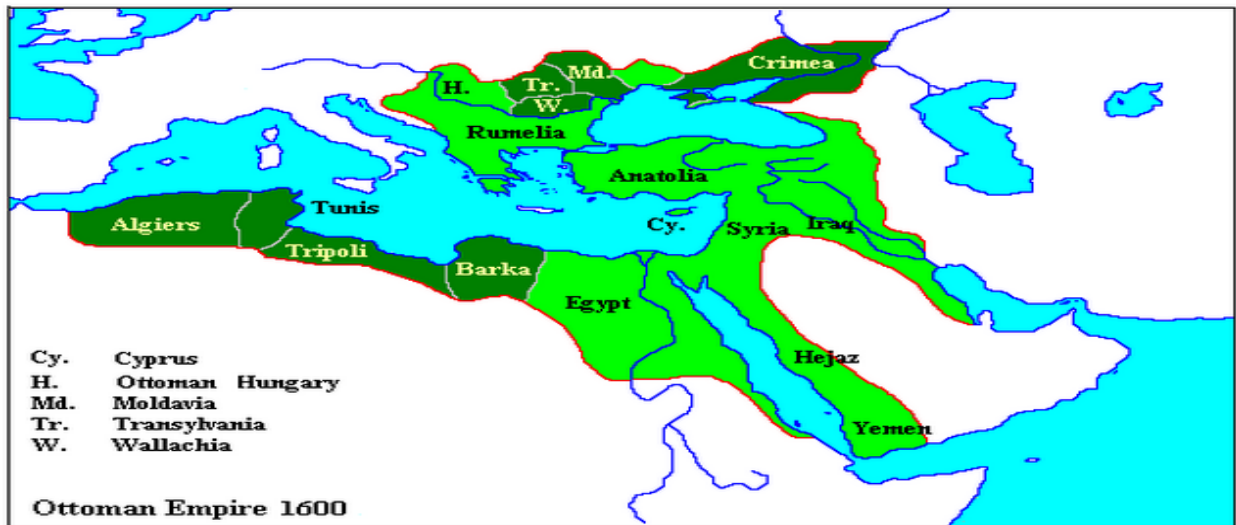 Crimea
Md.
Tr.
H.
W.
Rumelia
Anatolia
Algiers
Tunis
Cy.
Syria
Iraq
Tripoli
Barka
Egypt
Hejaz
Yemen
Cy. Cyprus
H. Ottoman Hungary
Md. Moldavia
Tr. Transylvania
W. Wallachia
Ottoman Empire 1600